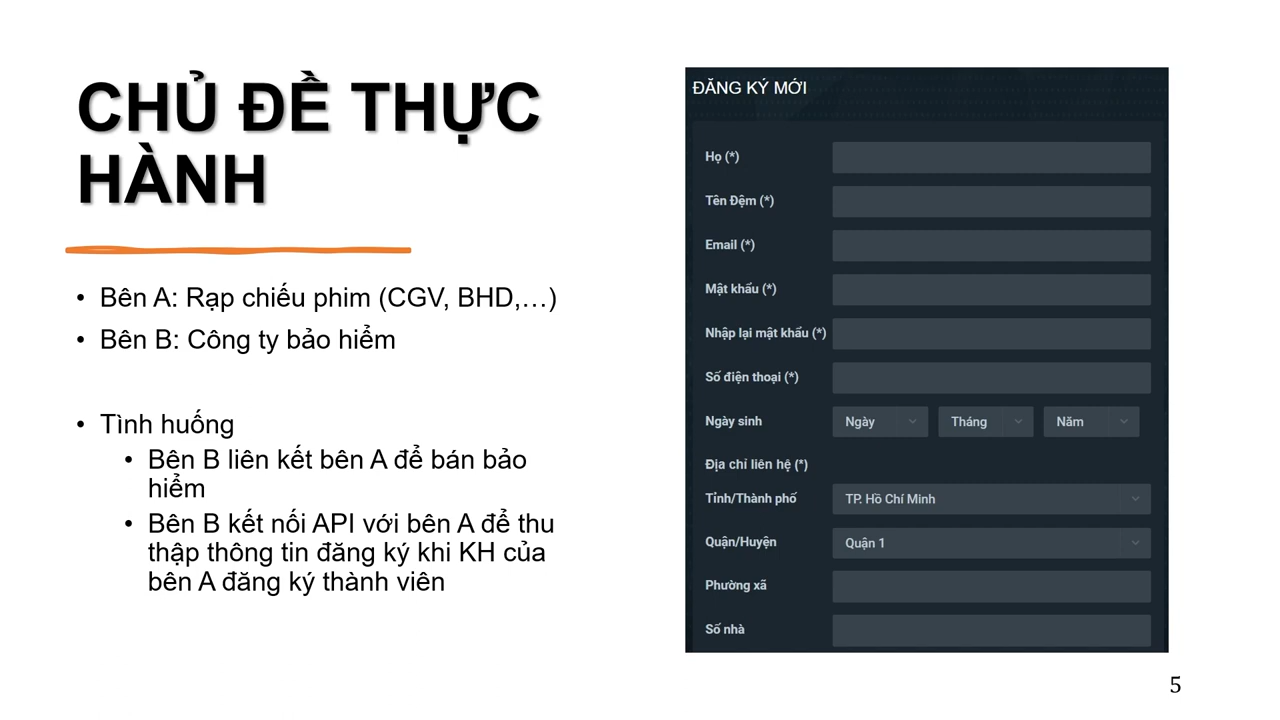 CHỦ ĐỀ THỰC
HÀNH
• Bên A: Rạp chiếu phim (CGV, BHD,…)
• Bên B: Công ty bảo hiểm
• Tình huống
• Bên B liên kết bên A để bán bảo
hiểm
• Bên B kết nối API với bên A để thu
thập thông tin đăng ký khi KH của
bên A đăng ký thành viên
ĐĂNG KÝ MỚI
Họ (*)
Tên Đệm (*)
Email (*)
Mật khẩu (*)
Nhập lại mật khẩu (*)
Số điện thoại (*)
Ngày sinh Ngày Tháng Năm
Địa chỉ liên hệ (*)
Tỉnh/Thành phố TP. Hồ Chí Minh
Quận/Huyện Quận 1
Phường xã
Số nhà
5